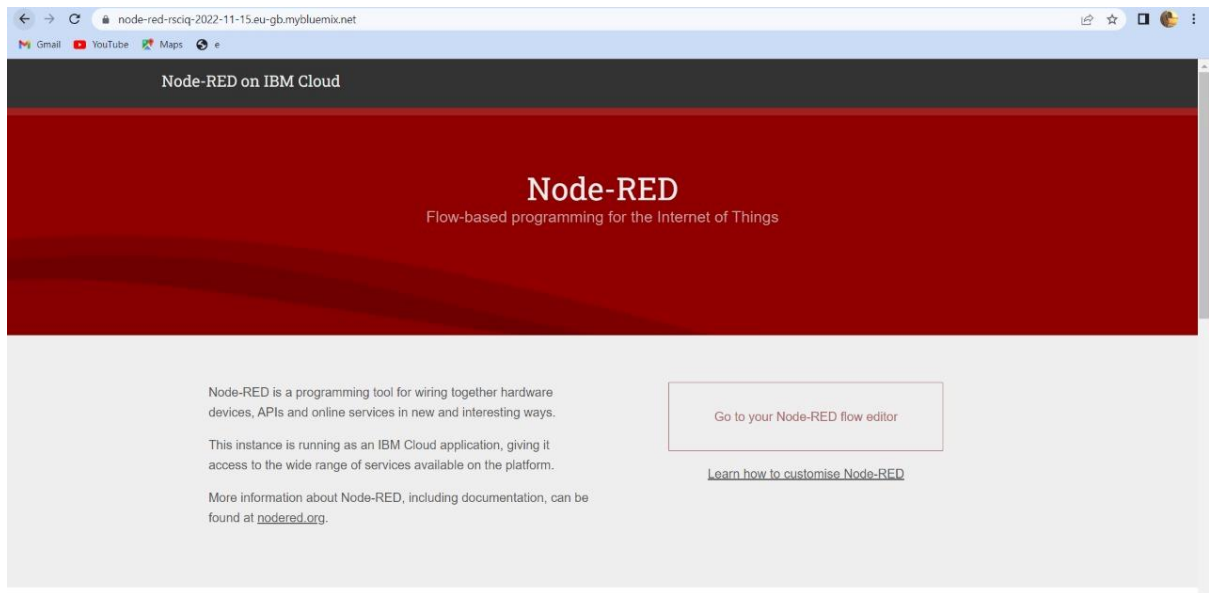 node-red-rsciq-2022-11-15.eu-gb.mybluemix.net
Gmail YouTube Maps e
Node-RED on IBM Cloud
Node-RED
Flow-based programming for the Internet of Things
Node-RED is a programming tool for wiring together hardware
devices, APIs and online services in new and interesting ways.
This instance is running as an IBM Cloud application, giving it
access to the wide range of services available on the platform.
More information about Node-RED, including documentation, can be
found at nodered.org.
Go to your Node-RED flow editor
Learn how to customise Node-RED